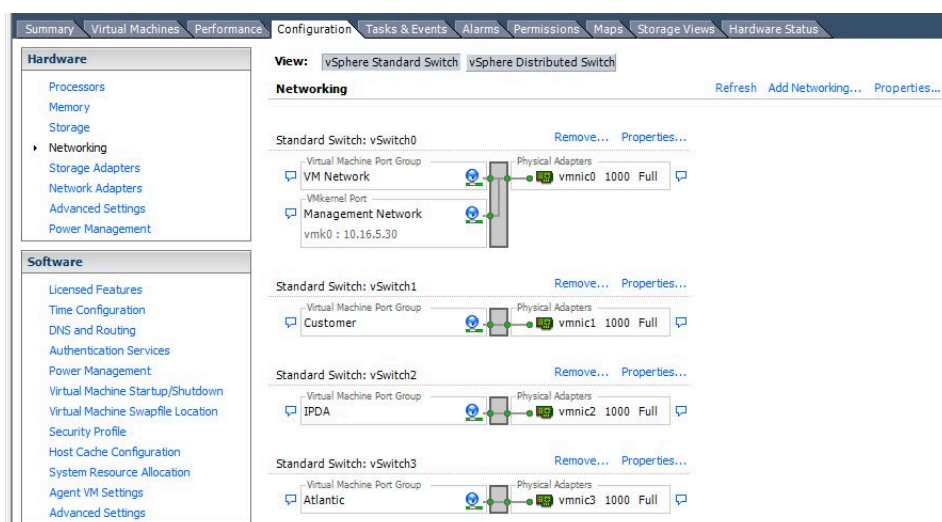 Summary Virtual Machines Performance Configuration Tasks & Events Alarms Permissions Maps Storage Views Hardware Status
Hardware
Processors
Memory
Storage
Networking
Storage Adapters
Network Adapters
Advanced Settings
Power Management
Software
Licensed Features
Time Configuration
DNS and Routing
Authentication Services
Power Management
Virtual Machine Startup/Shutdown
Virtual Machine Swapfile Location
Security Profile
Host Cache Configuration
System Resource Allocation
Agent VM Settings
Advanced Settings
View: vSphere Standard Switch vSphere Distributed Switch
Networking Refresh Add Networking... Properties...
Standard Switch: vSwitch0 Remove... Properties...
Virtual Machine Port Group Physical Adapters
VM Network vmnic0 1000 Full
VMkernel Port
Management Network
vmk0 : 10.16.5.30
Standard Switch: vSwitch1 Remove... Properties...
Virtual Machine Port Group Physical Adapters
Customer vmnic1 1000 Full
Standard Switch: vSwitch2 Remove... Properties...
Virtual Machine Port Group Physical Adapters
IPDA vmnic2 1000 Full
Standard Switch: vSwitch3 Remove... Properties...
Virtual Machine Port Group Physical Adapters
Atlantic vmnic3 1000 Full